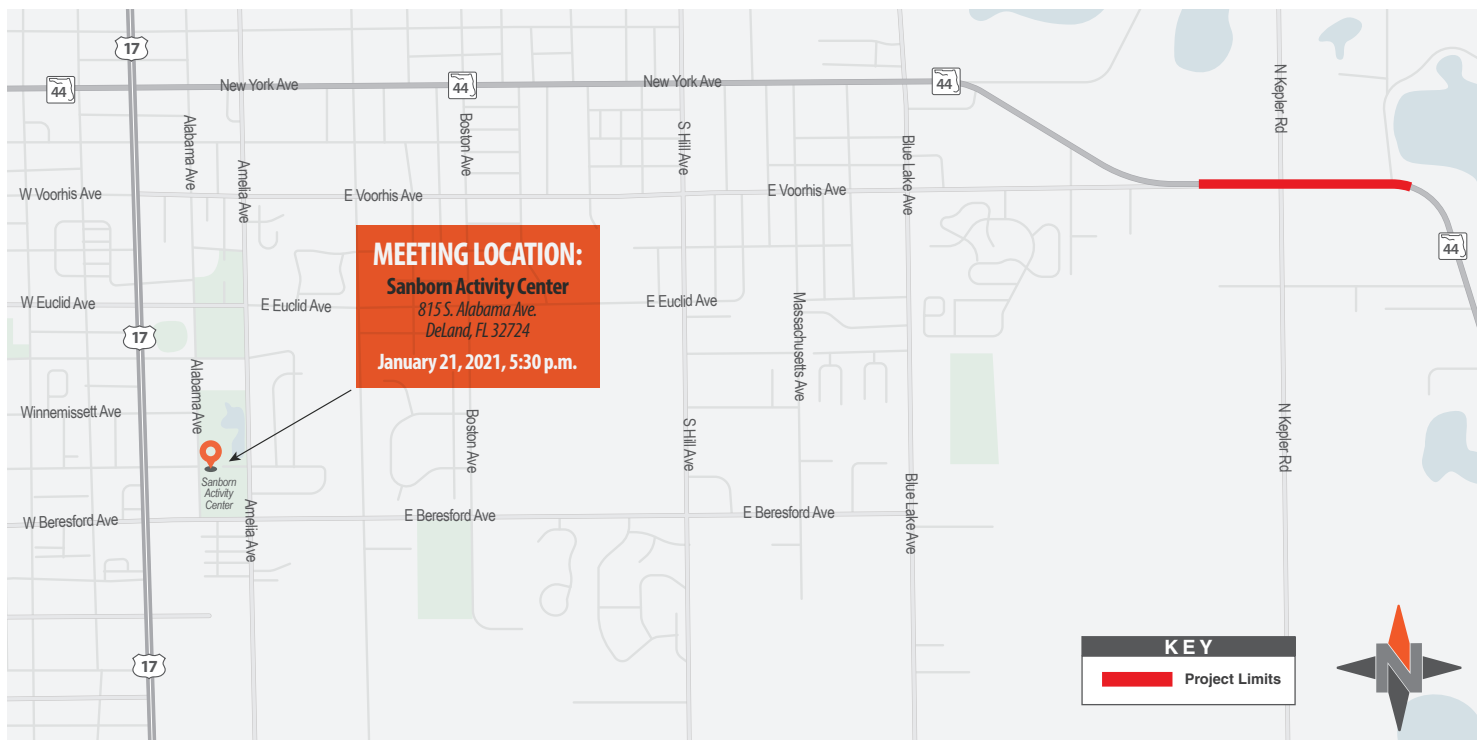 17
44
New York Ave
44
New York Ave
44
N Kepler Rd
Alabama Ave
Boston Ave
S Hill Ave
Blue Lake Ave
Amelia Ave
W Voorhis Ave
E Voorhis Ave
E Voorhis Ave
44
MEETING LOCATION:
Sanborn Activity Center
815 S. Alabama Ave.
DeLand, FL 32724
January 21, 2021, 5:30 p.m.
W Euclid Ave
E Euclid Ave
E Euclid Ave
Massachusetts Ave
17
Alabama Ave
Winnemissett Ave
Boston Ave
S Hill Ave
N Kepler Rd
Sanborn
Activity
Center
Blue Lake Ave
W Beresford Ave
Amelia Ave
E Beresford Ave
E Beresford Ave
17
KEY
Project Limits
N